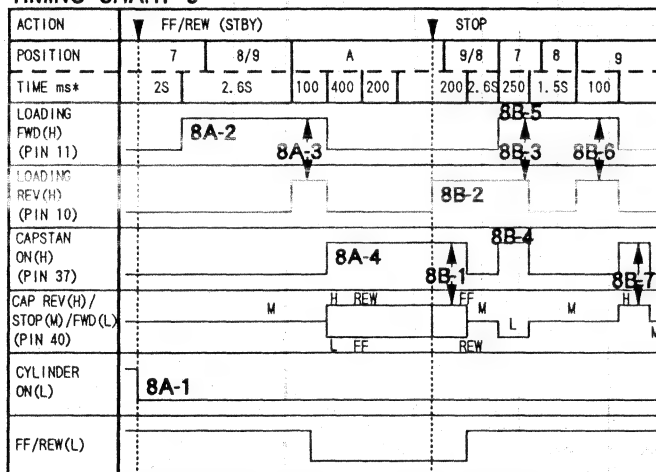 ACTION FF/REW (STBY) STOP
POSITION 7 8/9 A 9/8 7 8 9
TIME ms* 2S 2.6S 100 400 200 200 2.6S 250 1.5S 100
LOADING
FWD(H)
(PIN 11)
8A-2
8A-3
8B-5
8B-3
8B-6
LOADING
REV(H)
(PIN 10)
8B-2
CAPSTAN
ON(H)
(PIN 37)
8A-4
8B-1
8B-4
8B-7
CAP REV(H)/
STOP(M)/FWD(L)
(PIN 40)
M
H REW FF
M
M
H
L
M
L FF REW
CYLINDER
ON(L)
8A-1
FF/REW(L)